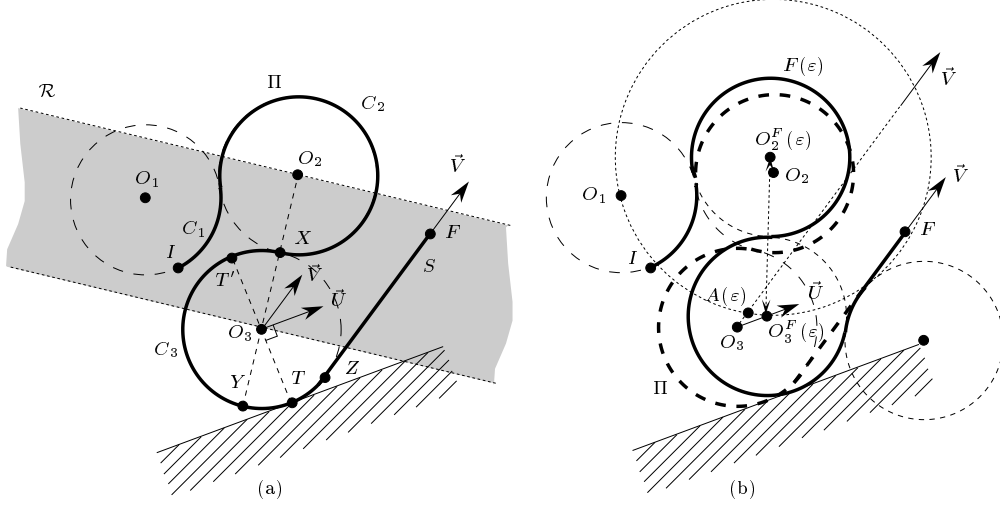 ℛ
Π
C₂
O₂
O₁
V⃗
C₁
X
F
I
S
T′
V⃗
U⃗
O₃
C₃
Z
Y
T
(a)
F(ε)
V⃗
O₂ᶠ(ε)
O₂
O₁
V⃗
F
I
A(ε)
U⃗
O₃
O₃ᶠ(ε)
Π
(b)